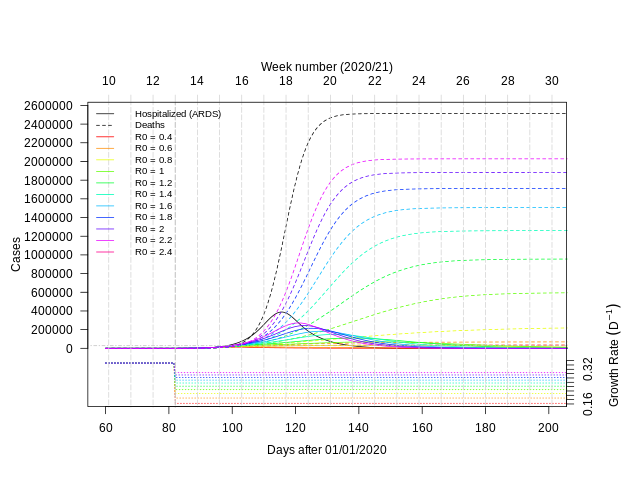 Week number (2020/21)
10 12 14 16 18 20 22 24 26 28 30
Cases
2600000
2400000
2200000
2000000
1800000
1600000
1400000
1200000
1000000
800000
600000
400000
200000
0
Hospitalized (ARDS)
Deaths
R0 = 0.4
R0 = 0.6
R0 = 0.8
R0 = 1
R0 = 1.2
R0 = 1.4
R0 = 1.6
R0 = 1.8
R0 = 2
R0 = 2.2
R0 = 2.4
0.32
0.16
Growth Rate (D⁻¹)
60 80 100 120 140 160 180 200
Days after 01/01/2020